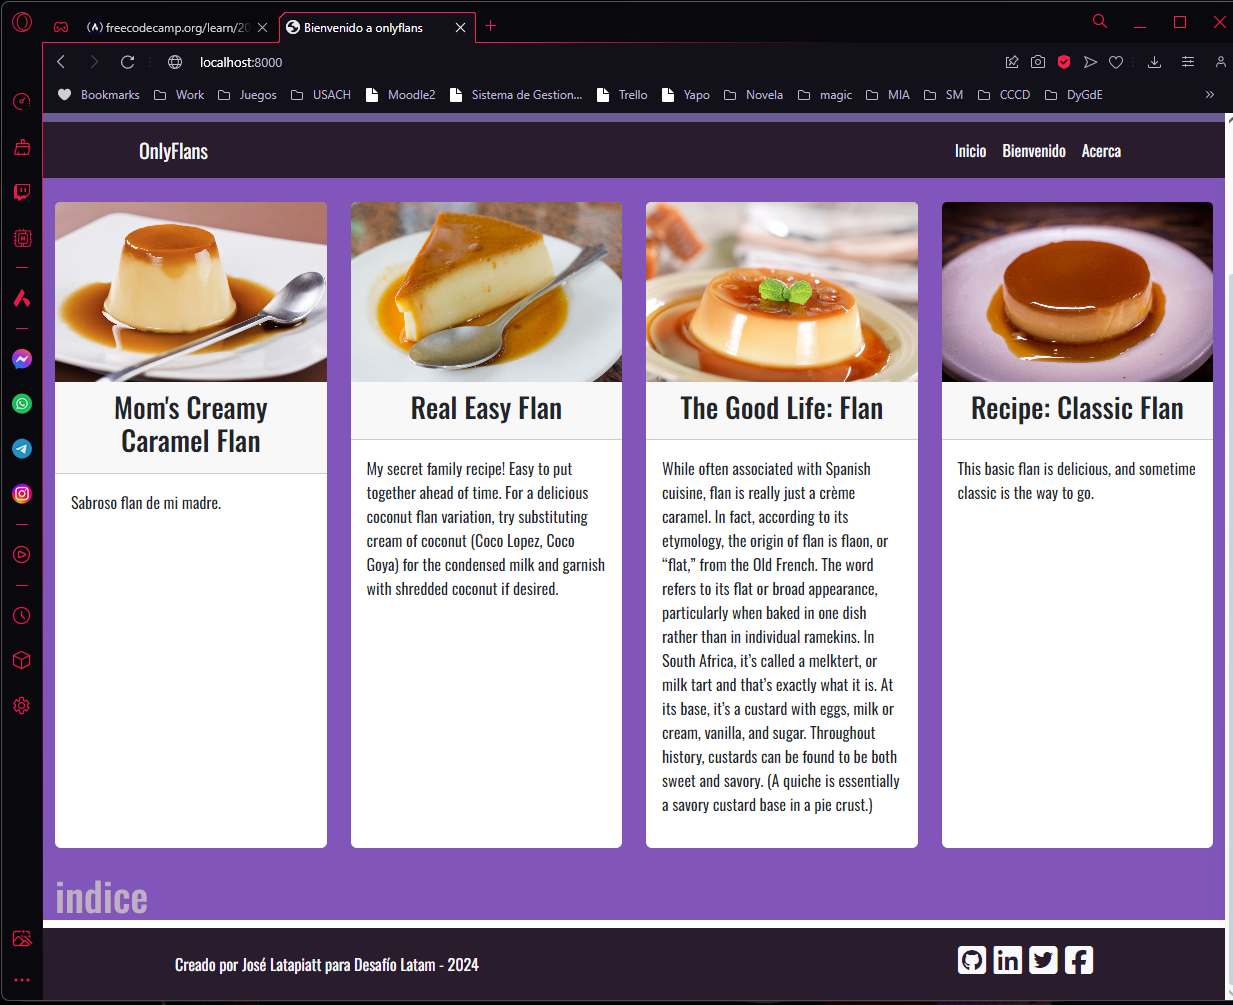 freecodecamp.org/learn/20
Bienvenido a onlyflans
localhost:8000
Bookmarks Work Juegos USACH Moodle2 Sistema de Gestion... Trello Yapo Novela magic MIA SM CCCD DyGdE »
OnlyFlans
Inicio Bienvenido Acerca
Mom's Creamy
Caramel Flan
Sabroso flan de mi madre.
Real Easy Flan
My secret family recipe! Easy to put
together ahead of time. For a delicious
coconut flan variation, try substituting
cream of coconut (Coco Lopez, Coco
Goya) for the condensed milk and garnish
with shredded coconut if desired.
The Good Life: Flan
While often associated with Spanish
cuisine, flan is really just a crème
caramel. In fact, according to its
etymology, the origin of flan is flaon, or
“flat,” from the Old French. The word
refers to its flat or broad appearance,
particularly when baked in one dish
rather than in individual ramekins. In
South Africa, it’s called a melktert, or
milk tart and that’s exactly what it is. At
its base, it’s a custard with eggs, milk or
cream, vanilla, and sugar. Throughout
history, custards can be found to be both
sweet and savory. (A quiche is essentially
a savory custard base in a pie crust.)
Recipe: Classic Flan
This basic flan is delicious, and sometime
classic is the way to go.
indice
Creado por José Latapiatt para Desafío Latam - 2024